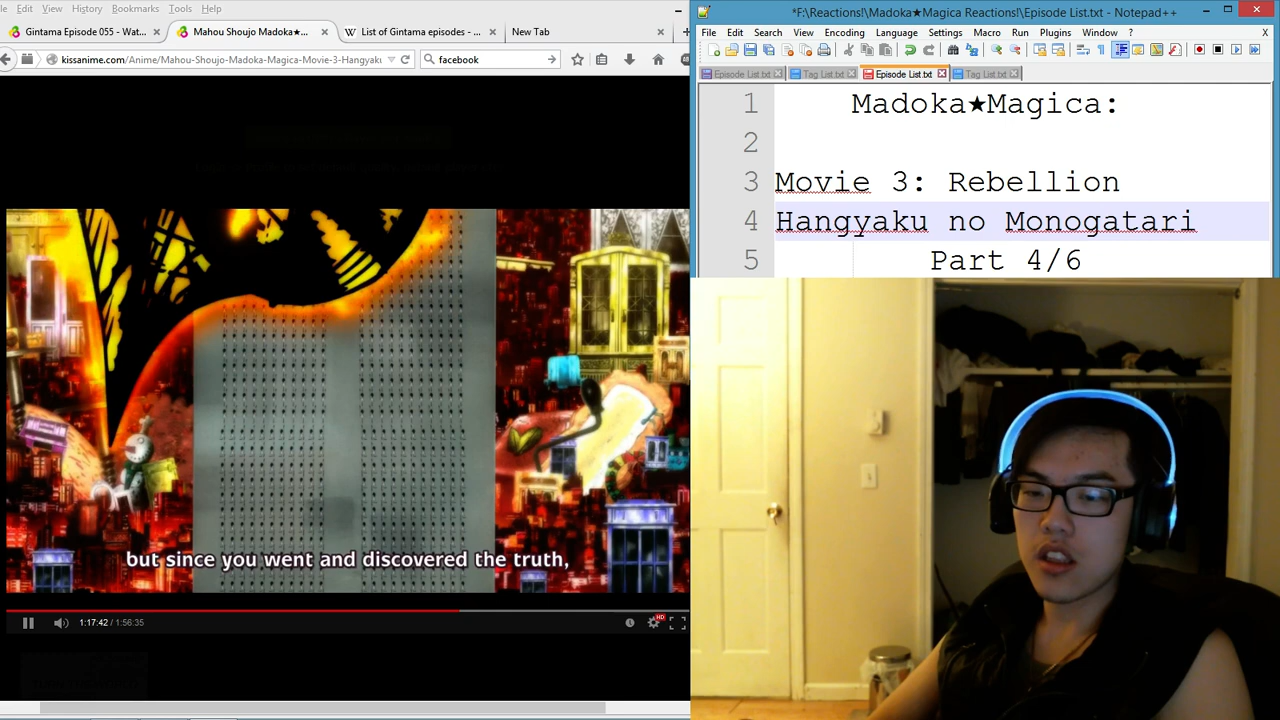 Edit View History Bookmarks Tools Help
Gintama Episode 055 - Wat...
Mahou Shoujo Madoka★...
List of Gintama episodes - ...
New Tab
kissanime.com/Anime/Mahou-Shoujo-Madoka-Magica-Movie-3-Hangyaku
facebook
but since you went and discovered the truth,
1:17:42 / 1:56:35
HD
*F:\Reactions!\Madoka★Magica Reactions!\Episode List.txt - Notepad++
File Edit Search View Encoding Language Settings Macro Run Plugins Window ? X
Episode List.txt
Tag List.txt
Episode List.txt
Tag List.txt
1 Madoka★Magica:
2
3 Movie 3: Rebellion
4 Hangyaku no Monogatari
5 Part 4/6